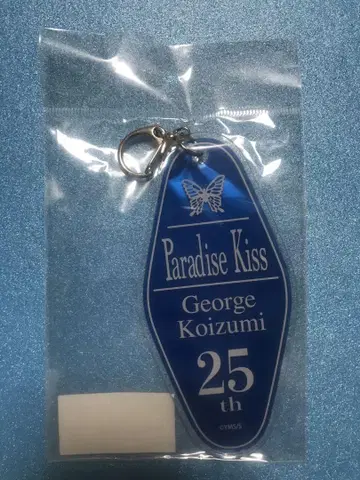 Paradise Kiss
George
Koizumi
25
th